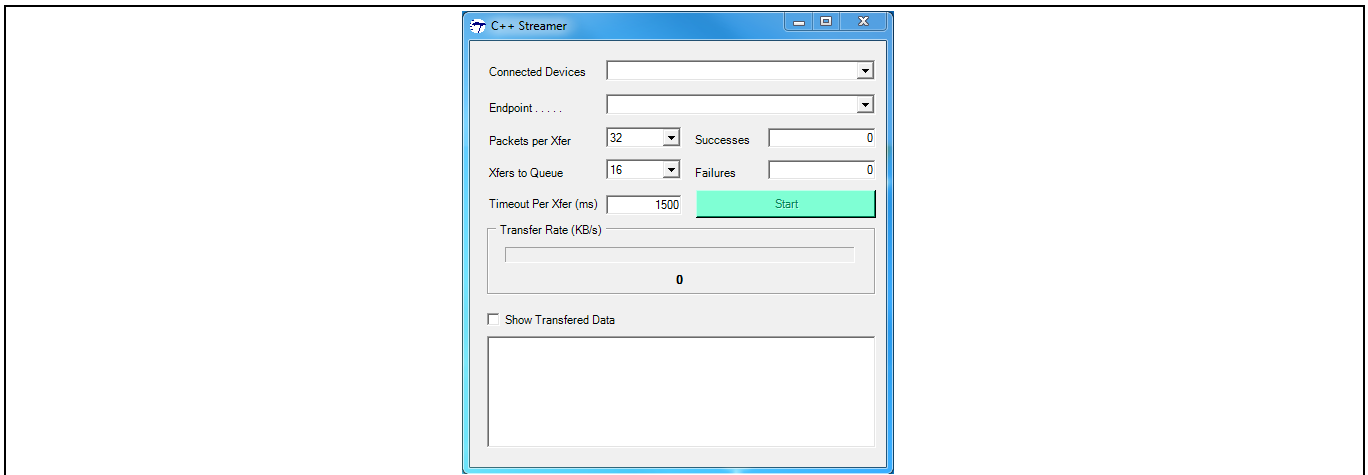 C++ Streamer
Connected Devices
Endpoint . . . . .
Packets per Xfer 32 Successes 0
Xfers to Queue 16 Failures 0
Timeout Per Xfer (ms) 1500 Start
Transfer Rate (KB/s)
0
Show Transfered Data